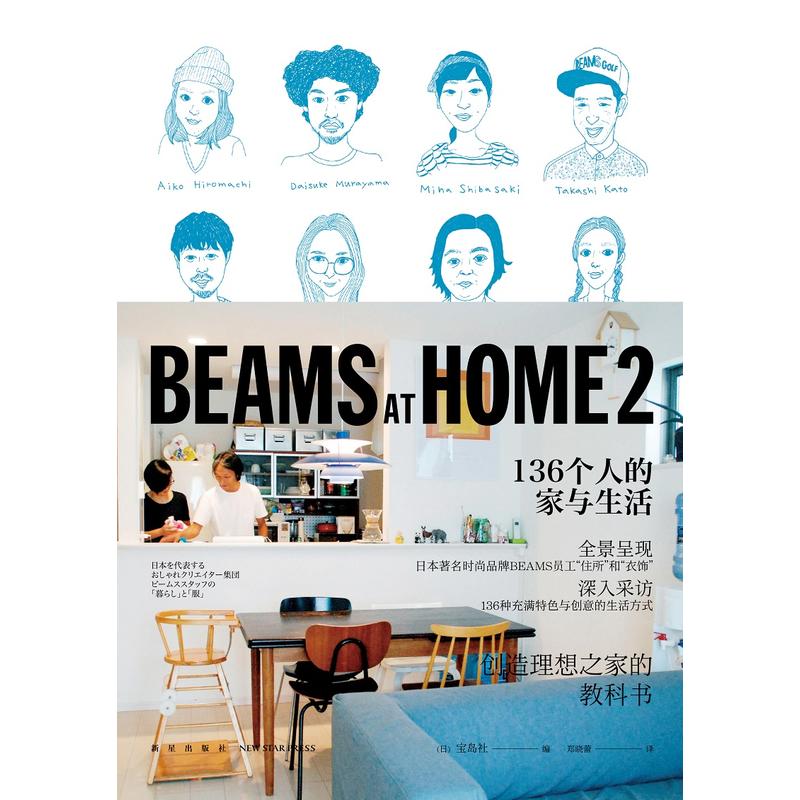 BEAMS GOLF
Aiko Hiromachi
Daisuke Murayama
Miha Shibasaki
Takashi Kato
BEAMS AT HOME 2
136个人的
家与生活
全景呈现
日本著名时尚品牌BEAMS员工“住所”和“衣饰”
深入采访
136种充满特色与创意的生活方式
日本を代表する
おしゃれクリエイター集団
ビームススタッフの
「暮らし」と「服」
创造理想之家的
教科书
新星出版社 NEW STAR PRESS
(日) 宝岛社 编 郑晓蕾 译